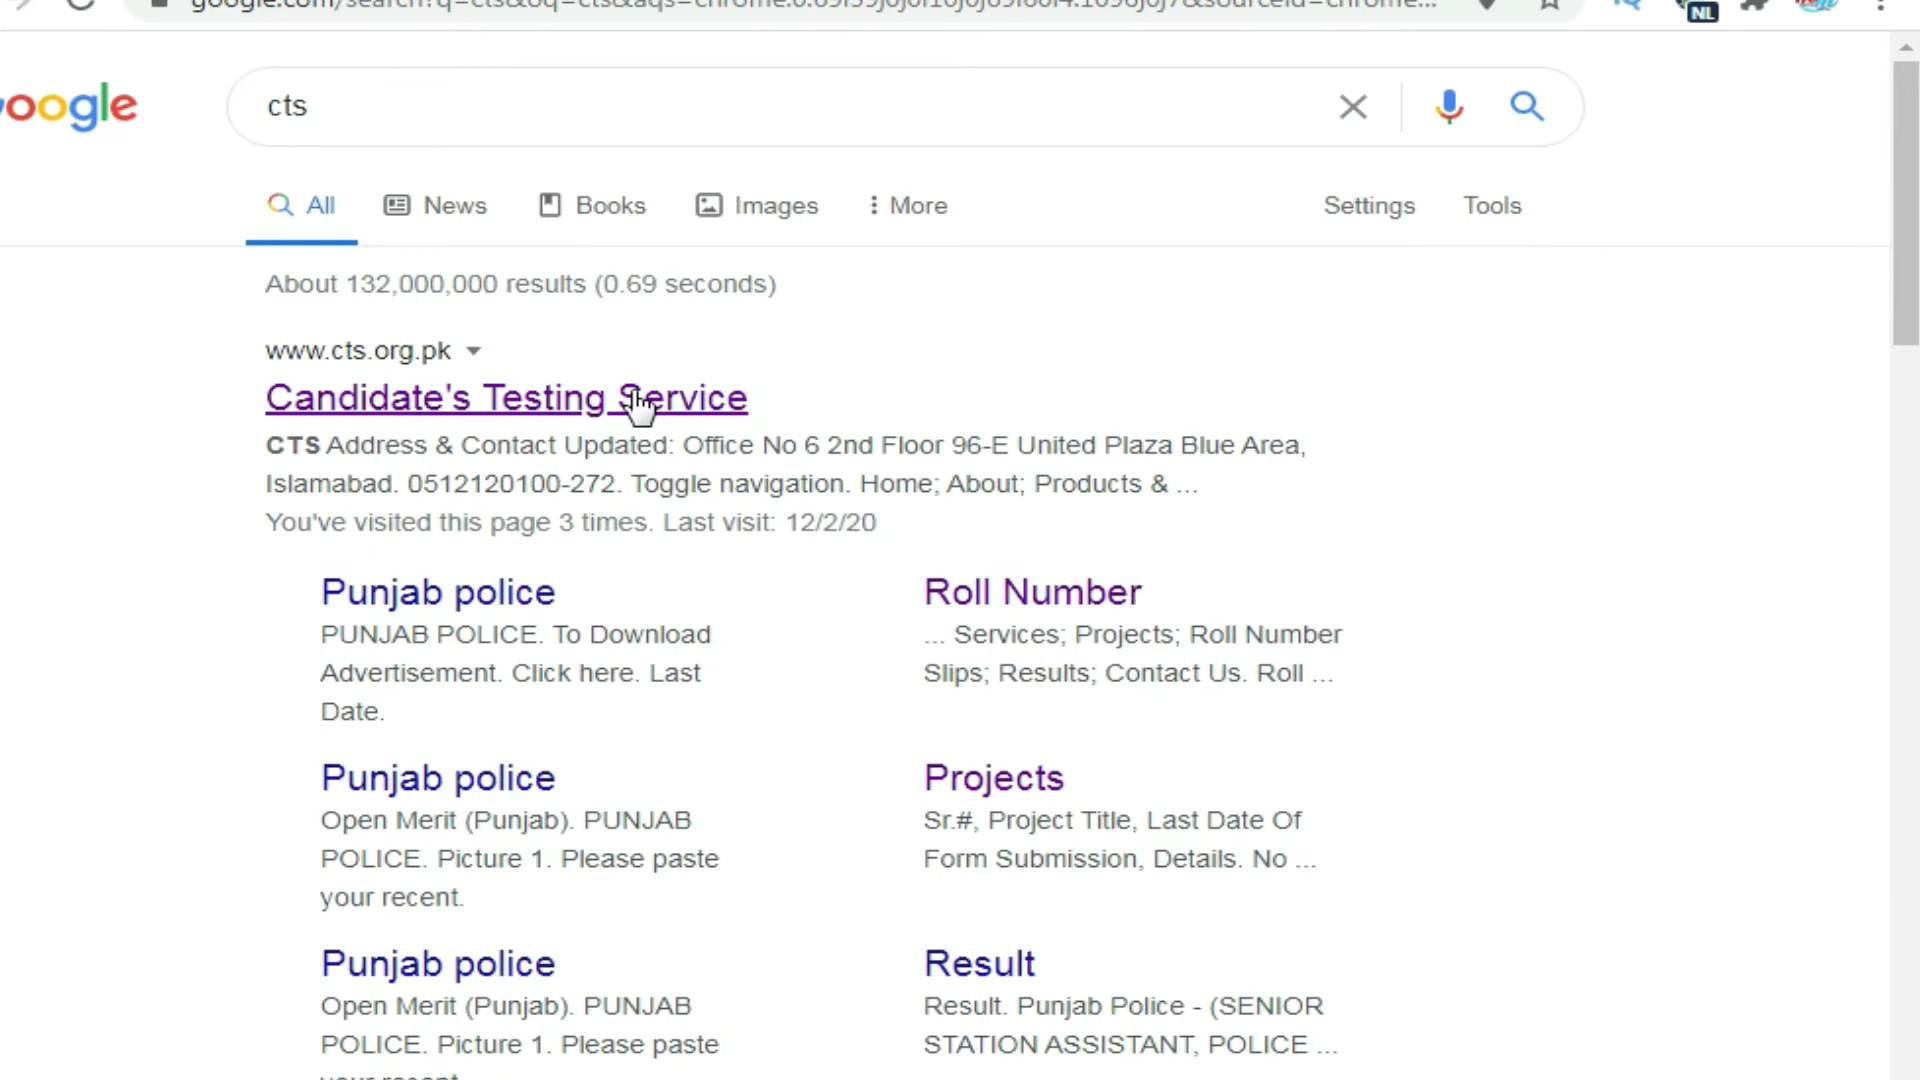 oogle
cts
All News Books Images More Settings Tools
About 132,000,000 results (0.69 seconds)
www.cts.org.pk
Candidate's Testing Service
CTS Address & Contact Updated: Office No 6 2nd Floor 96-E United Plaza Blue Area,
Islamabad. 0512120100-272. Toggle navigation. Home; About; Products & ...
You've visited this page 3 times. Last visit: 12/2/20
Punjab police
PUNJAB POLICE. To Download
Advertisement. Click here. Last
Date.
Roll Number
... Services; Projects; Roll Number
Slips; Results; Contact Us. Roll ...
Punjab police
Open Merit (Punjab). PUNJAB
POLICE. Picture 1. Please paste
your recent.
Projects
Sr.#, Project Title, Last Date Of
Form Submission, Details. No ...
Punjab police
Open Merit (Punjab). PUNJAB
POLICE. Picture 1. Please paste
Result
Result. Punjab Police - (SENIOR
STATION ASSISTANT, POLICE ...
NL